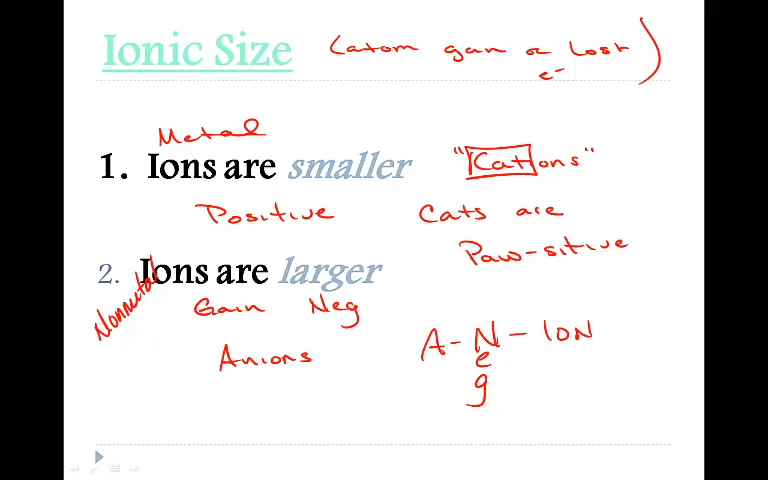 Ionic Size (atom gan or lost
e-)
Metal
1. Ions are smaller "Cations"
Positive Cats are
Paw-sitive
2. Ions are larger
Nonmetal
Gain Neg
Anions A-N-ION
e
g